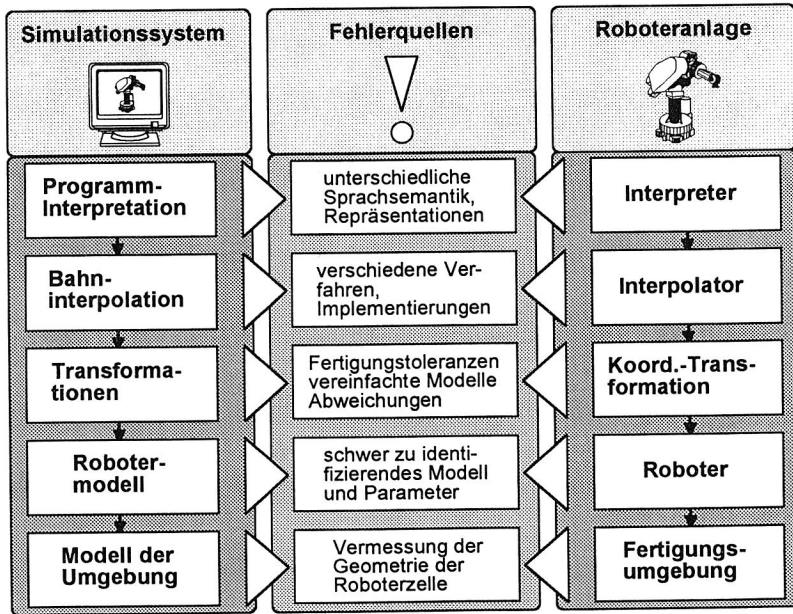 Simulationssystem
Fehlerquellen
Roboteranlage
Programm-
Interpretation
unterschiedliche
Sprachsemantik,
Repräsentationen
Interpreter
Bahn-
interpolation
verschiedene Ver-
fahren,
Implementierungen
Interpolator
Transforma-
tionen
Fertigungstoleranzen
vereinfachte Modelle
Abweichungen
Koord.-Trans-
formation
Roboter-
modell
schwer zu identi-
fizierendes Modell
und Parameter
Roboter
Modell der
Umgebung
Vermessung der
Geometrie der
Roboterzelle
Fertigungs-
umgebung